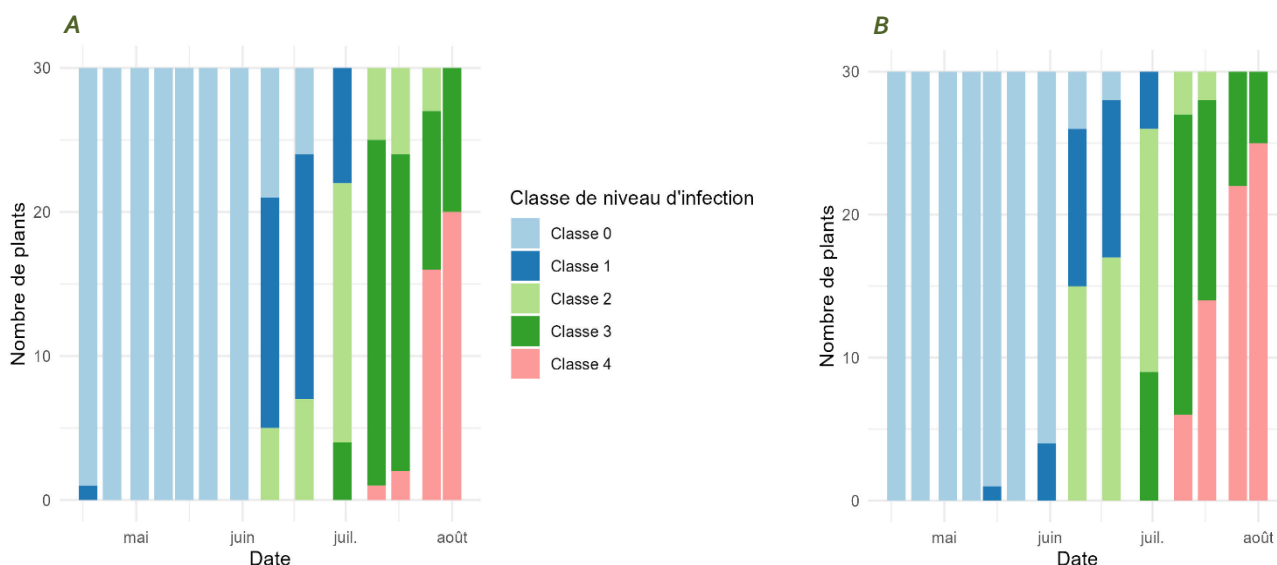 A
Nombre de plants
30
20
10
0
mai juin juil. août
Date
Classe de niveau d'infection
Classe 0
Classe 1
Classe 2
Classe 3
Classe 4
B
Nombre de plants
30
20
10
0
mai juin juil. août
Date